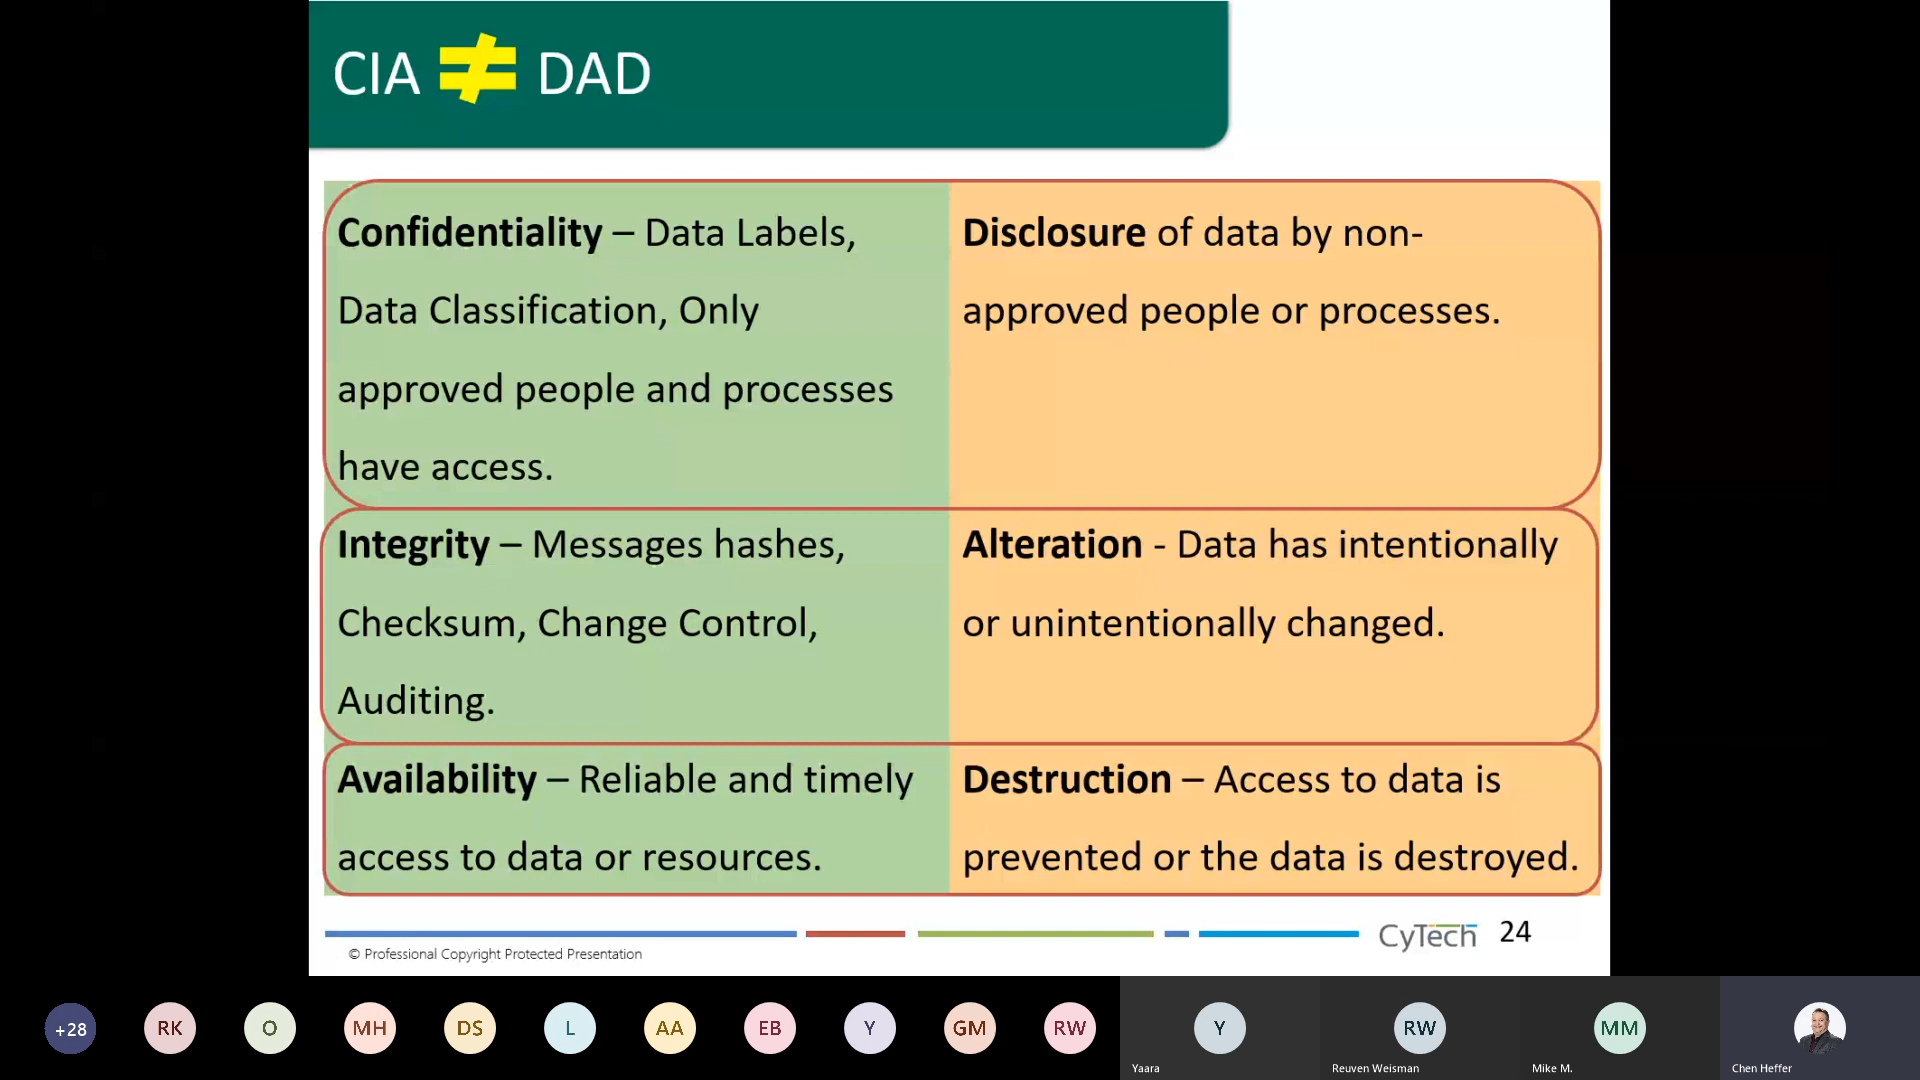 CIA ≠ DAD
Confidentiality – Data Labels,
Data Classification, Only
approved people and processes
have access.
Disclosure of data by non-
approved people or processes.
Integrity – Messages hashes,
Checksum, Change Control,
Auditing.
Alteration - Data has intentionally
or unintentionally changed.
Availability – Reliable and timely
access to data or resources.
Destruction – Access to data is
prevented or the data is destroyed.
© Professional Copyright Protected Presentation
CyTech
24
+28
RK
O
MH
DS
L
AA
EB
Y
GM
RW
Y
Yaara
RW
Reuven Weisman
MM
Mike M.
Chen Heffer